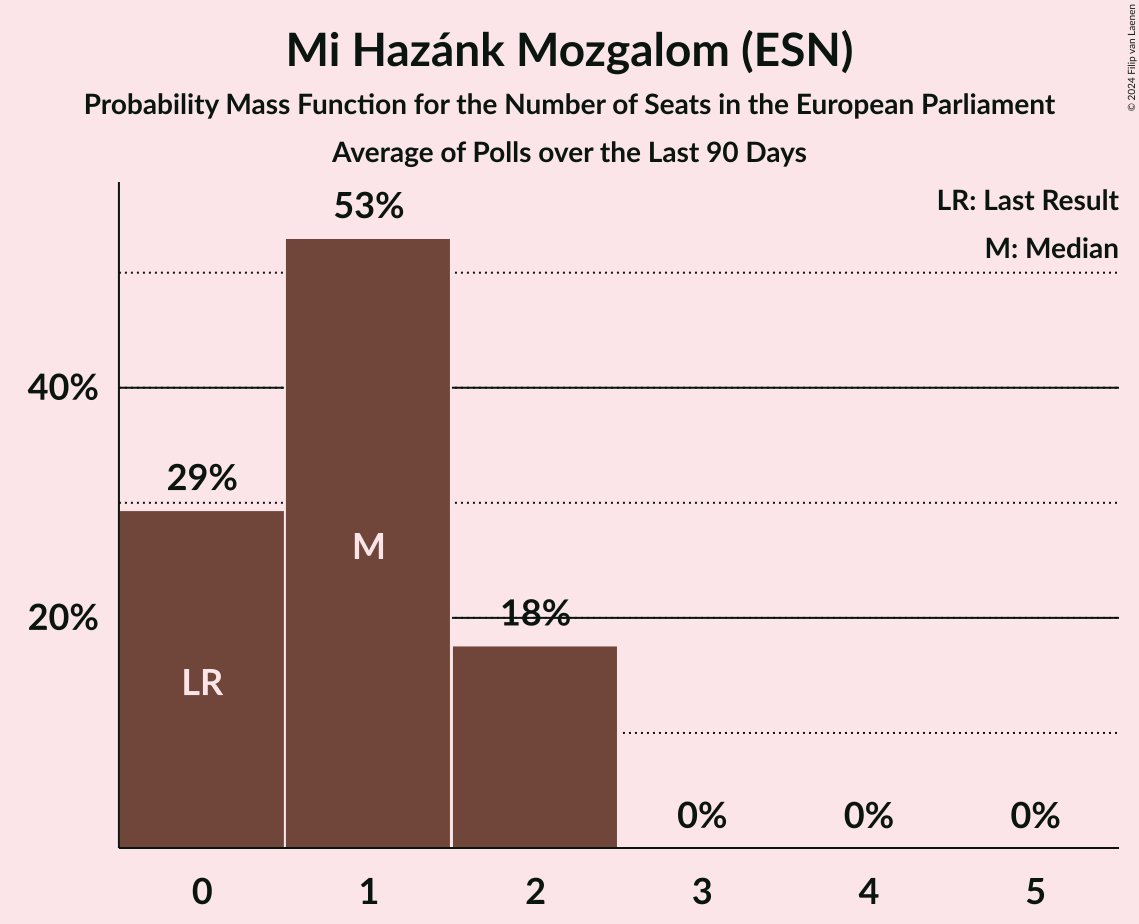 Mi Hazánk Mozgalom (ESN)
Probability Mass Function for the Number of Seats in the European Parliament
Average of Polls over the Last 90 Days
© 2024 Filip van Laenen
LR: Last Result
M: Median
53%
40%
29%
M
20%
18%
LR
0%
0%
0%
0
1
2
3
4
5